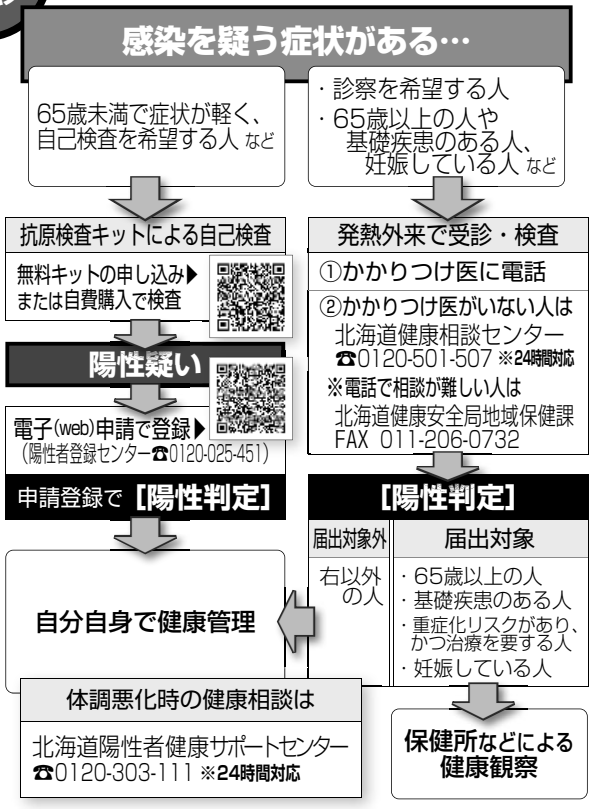 感染を疑う症状がある…
65歳未満で症状が軽く、
自己検査を希望する人 など
抗原検査キットによる自己検査
無料キットの申し込み▶
または自費購入で検査
陽性疑い
電子(web)申請で登録▶
(陽性者登録センター☎0120-025-451)
申請登録で [陽性判定]
自分自身で健康管理
・診察を希望する人
・65歳以上の人や
基礎疾患のある人、
妊娠している人 など
発熱外来で受診・検査
①かかりつけ医に電話
②かかりつけ医がいない人は
北海道健康相談センター
☎0120-501-507 ※24時間対応
※電話で相談が難しい人は
北海道健康安全局地域保健課
FAX 011-206-0732
[陽性判定]
届出対象外
右以外
の人
届出対象
・65歳以上の人
・基礎疾患のある人
・重症化リスクがあり、
かつ治療を要する人
・妊娠している人
保健所などによる
健康観察
体調悪化時の健康相談は
北海道陽性者健康サポートセンター
☎0120-303-111 ※24時間対応